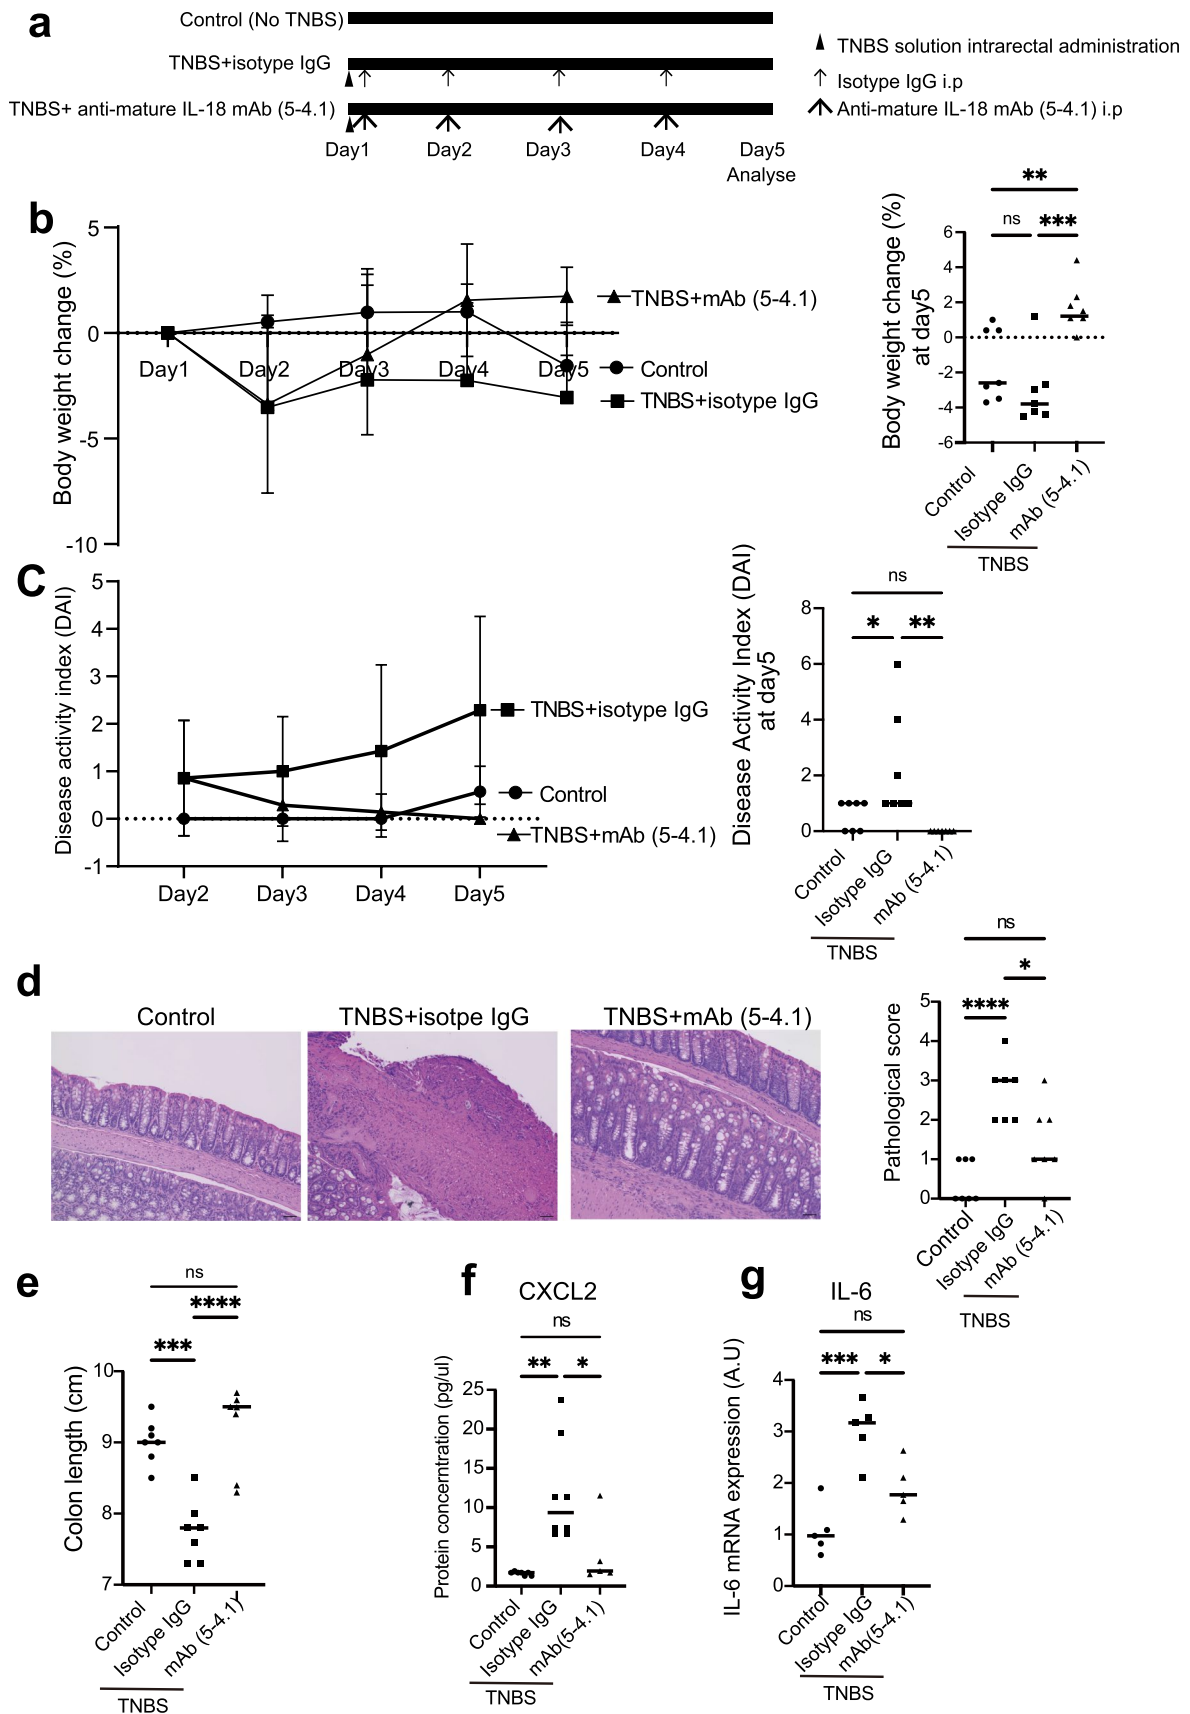 a
Control (No TNBS)
TNBS+isotype IgG
TNBS+ anti-mature IL-18 mAb (5-4.1)
Day1
Day2
Day3
Day4
Day5
Analyse
TNBS solution intrarectal administration
Isotype IgG i.p
Anti-mature IL-18 mAb (5-4.1) i.p
b
Body weight change (%)
5
0
-5
-10
Day1
Day2
Day3
Day4
Day5
TNBS+mAb (5-4.1)
Control
TNBS+isotype IgG
Body weight change (%)
at day5
**
ns
***
6
4
2
0
-2
-4
-6
Control
Isotype IgG
mAb (5-4.1)
TNBS
C
Disease activity index (DAI)
5
4
3
2
1
0
-1
Day2
Day3
Day4
Day5
TNBS+isotype IgG
Control
TNBS+mAb (5-4.1)
Disease Activity Index (DAI)
at day5
ns
*
**
8
6
4
2
0
Control
Isotype IgG
mAb (5-4.1)
TNBS
d
Control
TNBS+isotpe IgG
TNBS+mAb (5-4.1)
Pathological score
ns
*
****
5
4
3
2
1
0
Control
Isotype IgG
mAb (5-4.1)
TNBS
e
Colon length (cm)
ns
****
***
10
9
8
7
Control
Isotype IgG
mAb (5-4.1)
TNBS
f
CXCL2
ns
**
*
Protein concerntration (pg/ul)
25
20
15
10
5
0
Control
Isotype IgG
mAb(5-4.1)
TNBS
g
IL-6
ns
***
*
IL-6 mRNA expression (A.U)
4
3
2
1
0
Control
Isotype IgG
mAb(5-4.1)
TNBS